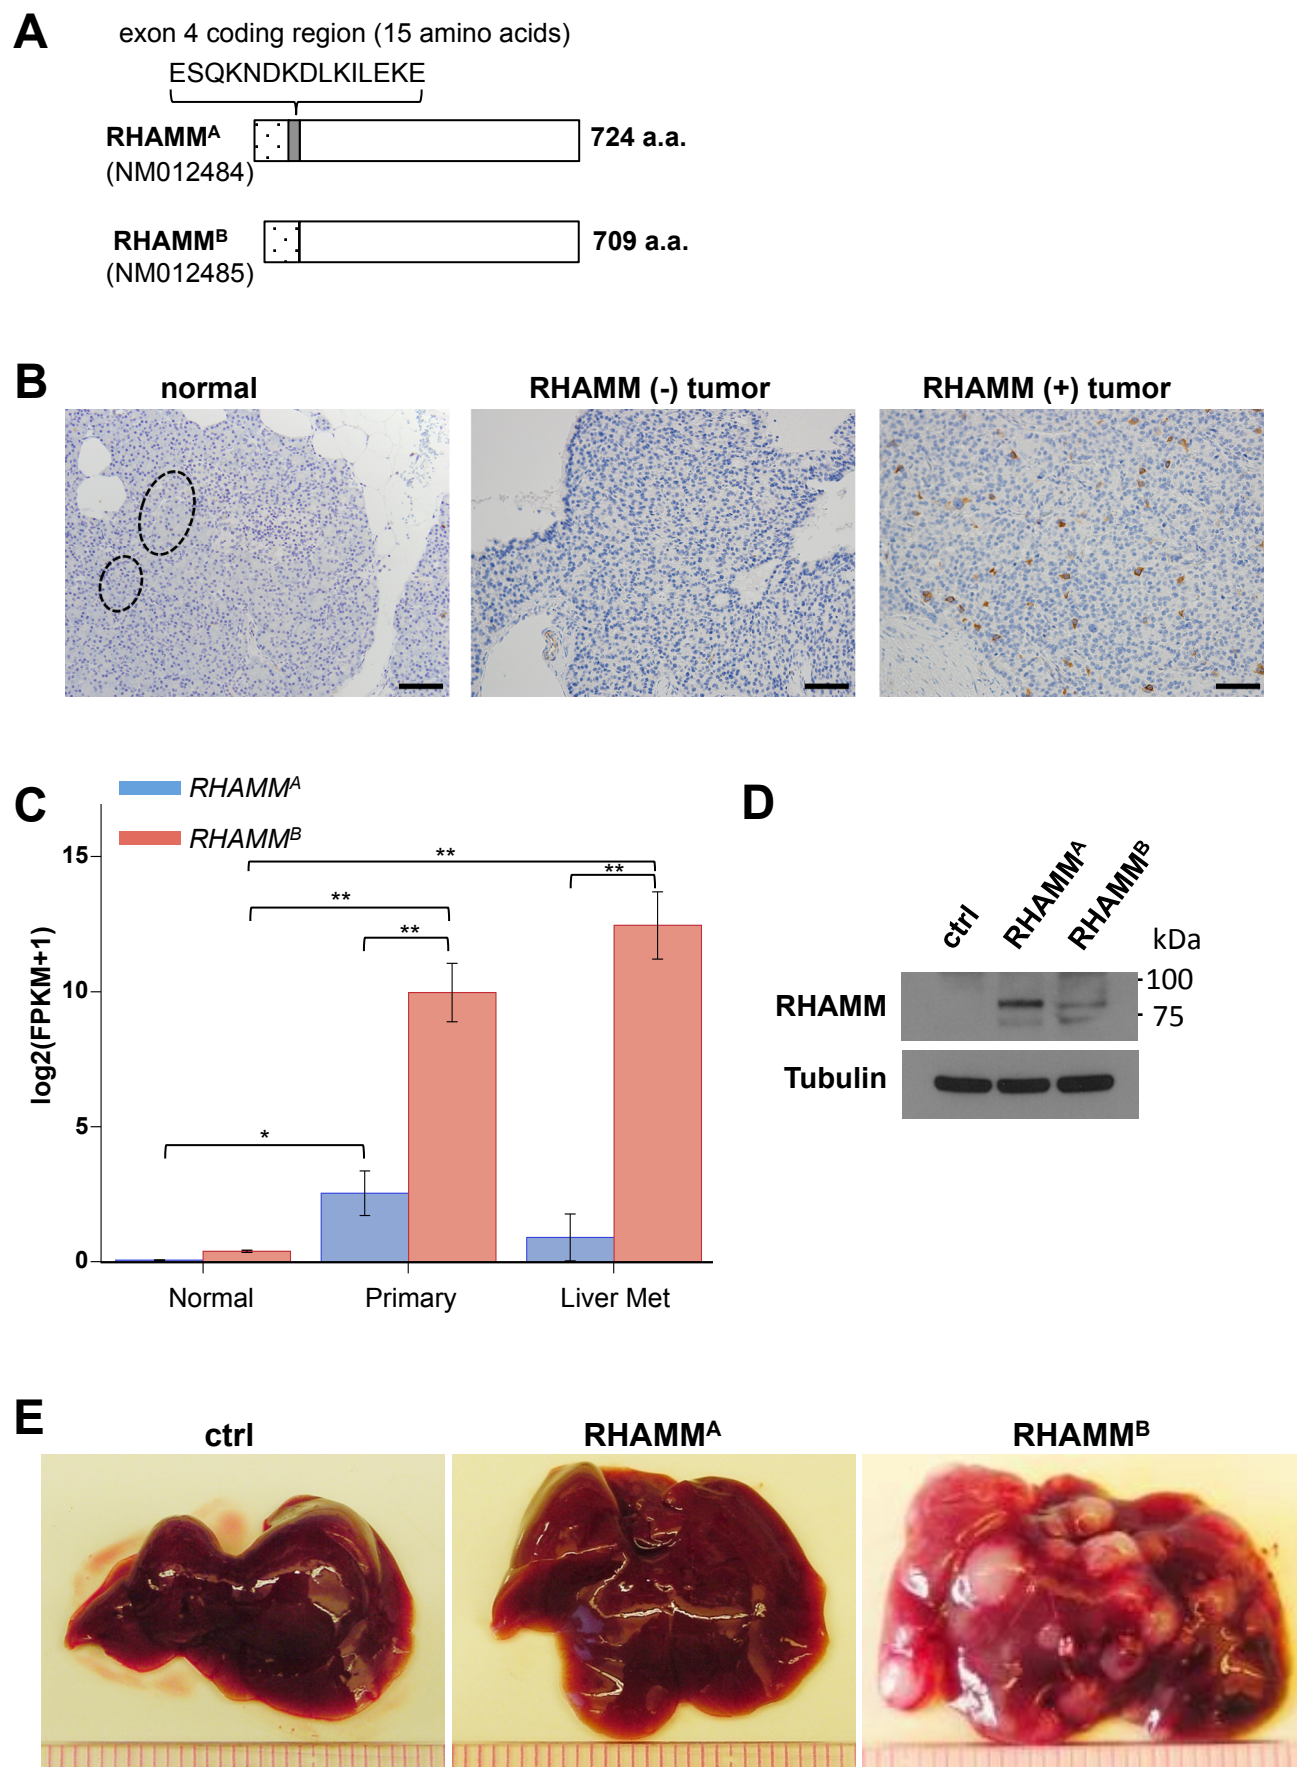 A
exon 4 coding region (15 amino acids)
ESQKNDKDLKILEKE
RHAMMᴬ
724 a.a.
(NM012484)
RHAMMᴮ
709 a.a.
(NM012485)
B
normal
RHAMM (-) tumor
RHAMM (+) tumor
C
RHAMMᴬ
RHAMMᴮ
log2(FPKM+1)
15
10
5
0
**
**
**
**
*
Normal
Primary
Liver Met
D
ctrl
RHAMMᴬ
RHAMMᴮ
kDa
100
75
RHAMM
Tubulin
E
ctrl
RHAMMᴬ
RHAMMᴮ